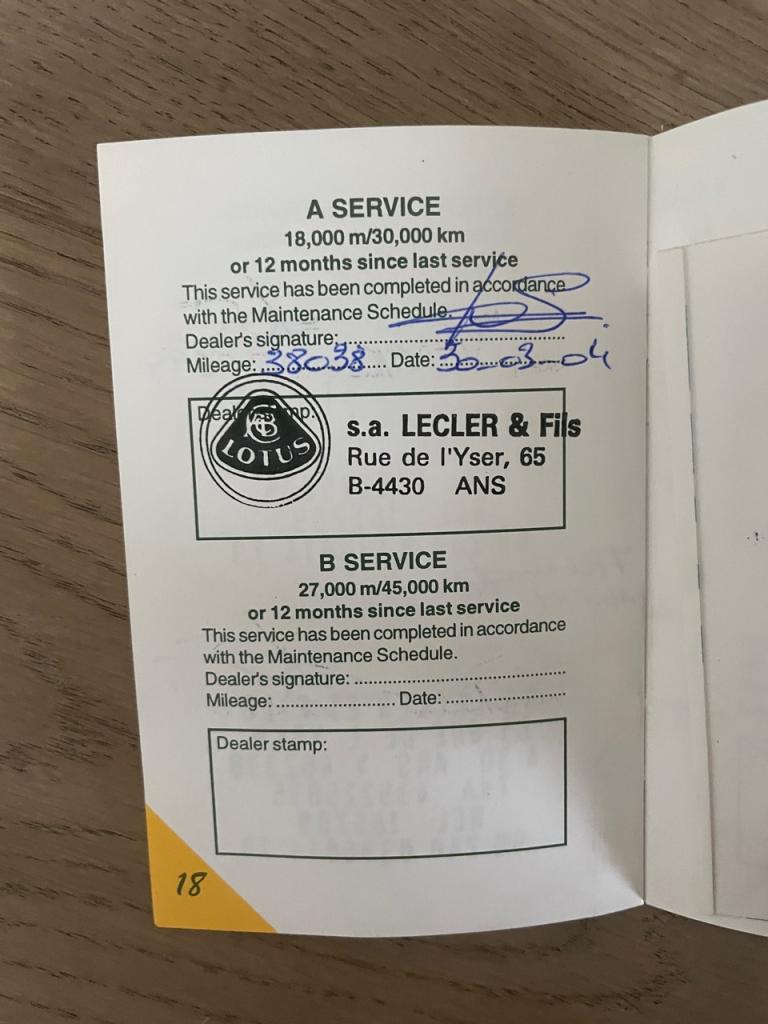 A SERVICE
18,000 m/30,000 km
or 12 months since last service
This service has been completed in accordance
with the Maintenance Schedule.
Dealer's signature:
Mileage: 38038 Date: 30-03-04
Dealer stamp:
LOTUS
s.a. LECLER & Fils
Rue de l'Yser, 65
B-4430 ANS
B SERVICE
27,000 m/45,000 km
or 12 months since last service
This service has been completed in accordance
with the Maintenance Schedule.
Dealer's signature:
Mileage: Date:
Dealer stamp:
18